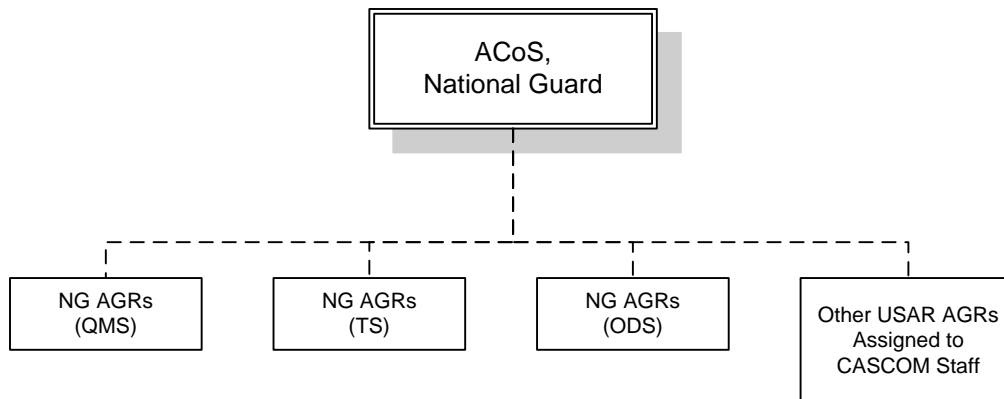 ACoS,
National Guard
NG AGRs
(QMS)
NG AGRs
(TS)
NG AGRs
(ODS)
Other USAR AGRs
Assigned to
CASCOM Staff